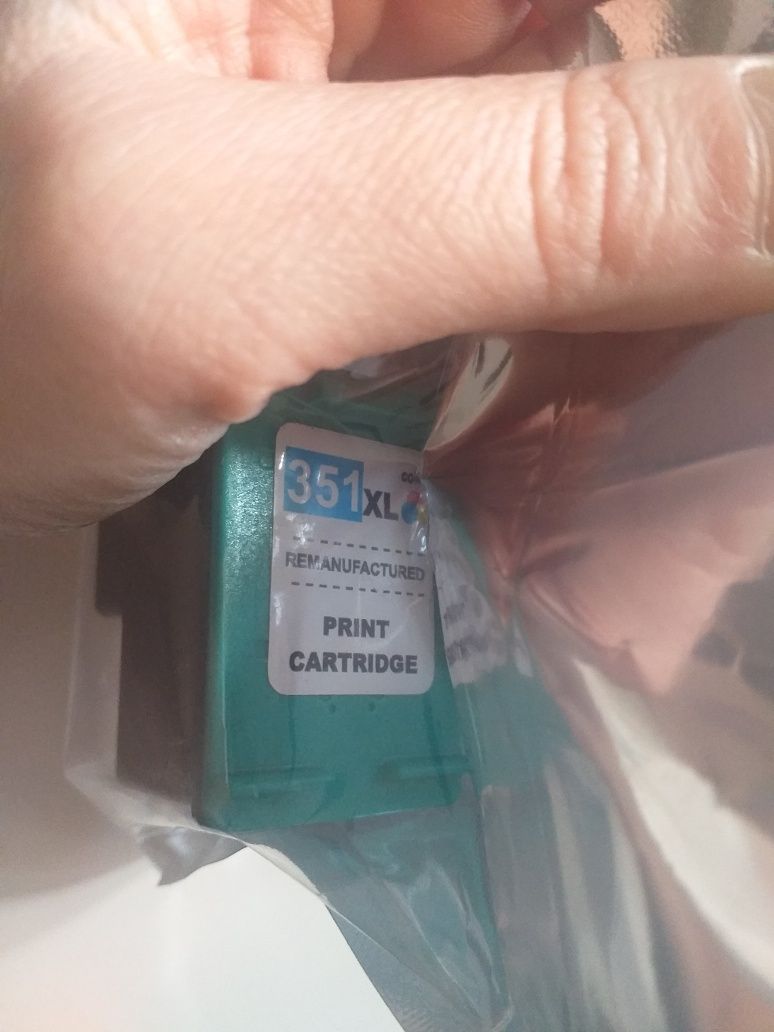 351XL
REMANUFACTURED
PRINT
CARTRIDGE